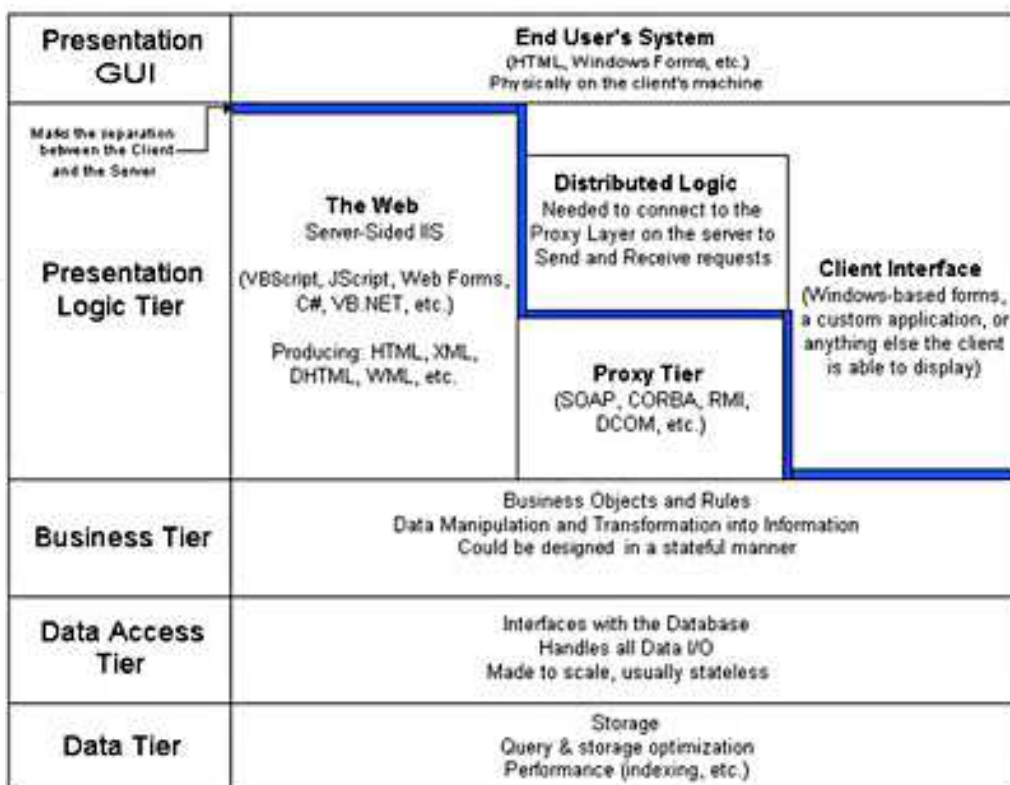 Presentation
GUI
End User's System
(HTML, Windows Forms, etc.)
Physically on the client's machine
Marks the separation
between the Client
and the Server
Presentation
Logic Tier
The Web
Server-Sided IIS
(VBScript, JScript, Web Forms,
C#, VB.NET, etc.)
Producing: HTML, XML,
DHTML, WML, etc.
Distributed Logic
Needed to connect to the
Proxy Layer on the server to
Send and Receive requests
Proxy Tier
(SOAP, CORBA, RMI,
DCOM, etc.)
Client Interface
(Windows-based forms,
a custom application, or
anything else the client
is able to display)
Business Tier
Business Objects and Rules
Data Manipulation and Transformation into Information
Could be designed in a stateful manner
Data Access
Tier
Interfaces with the Database
Handles all Data I/O
Made to scale, usually stateless
Data Tier
Storage
Query & storage optimization
Performance (indexing, etc.)